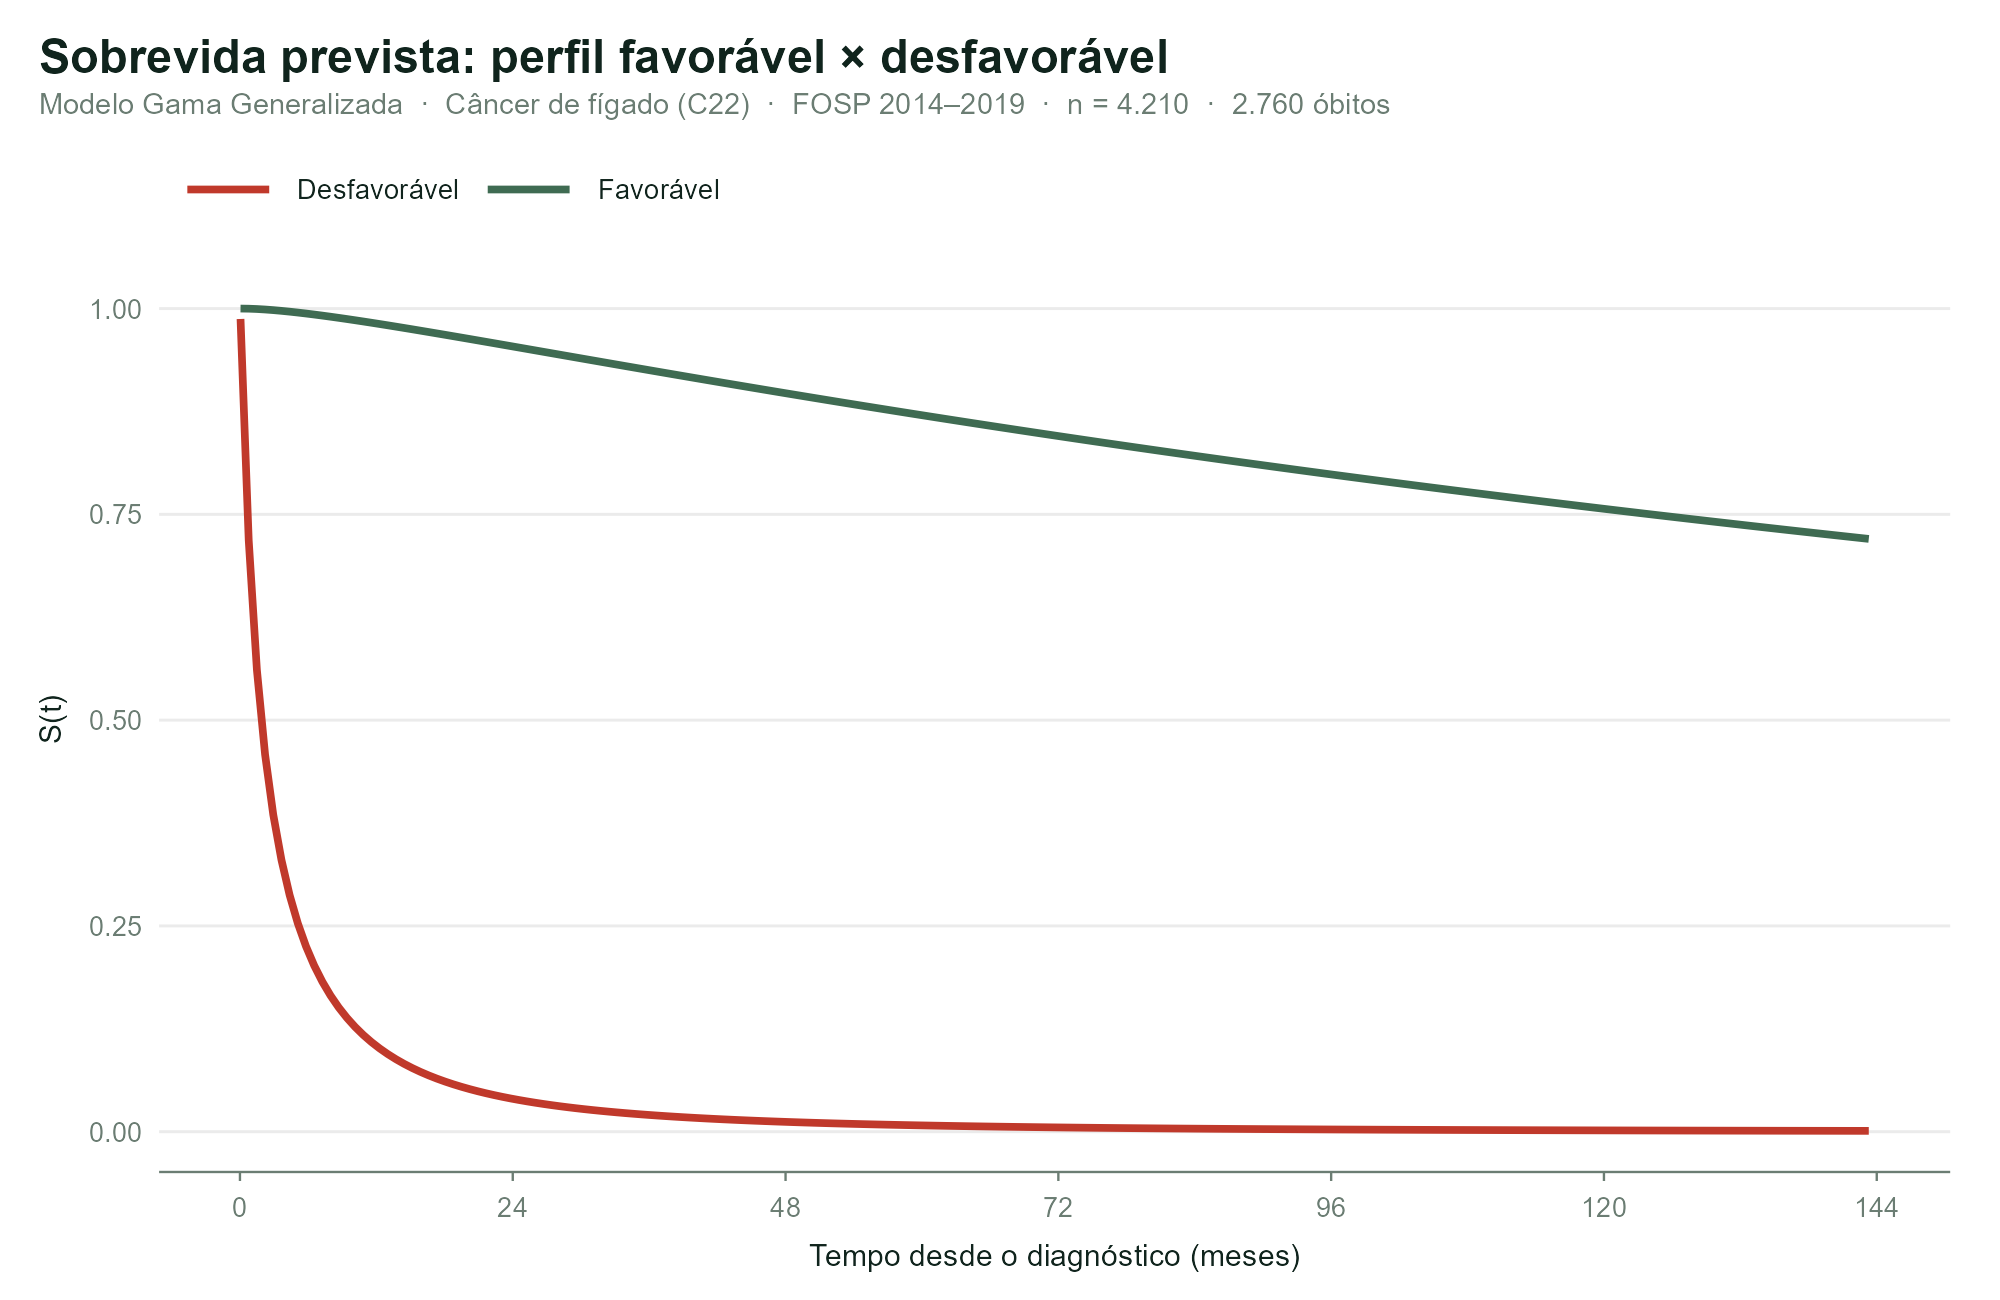 Sobrevida prevista: perfil favorável × desfavorável
Modelo Gama Generalizada · Câncer de fígado (C22) · FOSP 2014–2019 · n = 4.210 · 2.760 óbitos
Desfavorável Favorável
1.00
0.75
0.50
0.25
0.00
S(t)
0 24 48 72 96 120 144
Tempo desde o diagnóstico (meses)